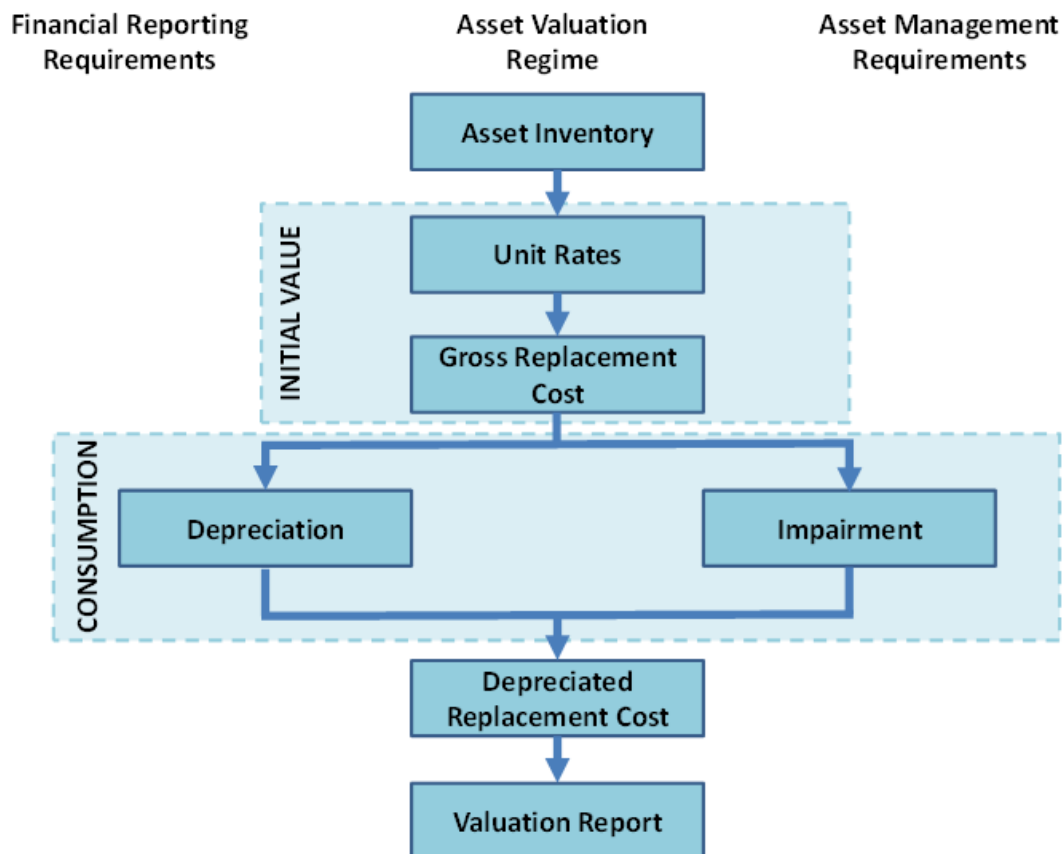 Financial Reporting
Requirements
Asset Valuation
Regime
Asset Management
Requirements
Asset Inventory
INITIAL VALUE
Unit Rates
Gross Replacement
Cost
CONSUMPTION
Depreciation
Impairment
Depreciated
Replacement Cost
Valuation Report